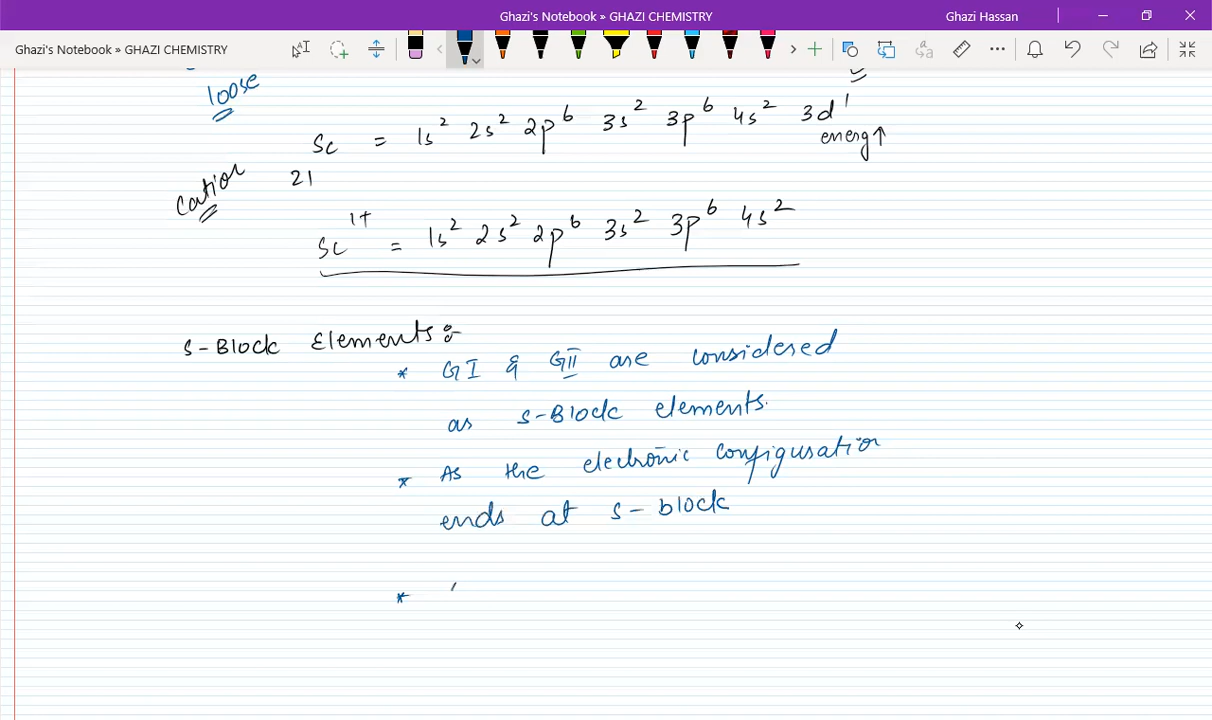 Ghazi's Notebook » GHAZI CHEMISTRY
Ghazi Hassan
Ghazi's Notebook » GHAZI CHEMISTRY
loose
Sc = 1s² 2s² 2p⁶ 3s² 3p⁶ 4s² 3d¹
energy↑
21
cation
Sc¹⁺ = 1s² 2s² 2p⁶ 3s² 3p⁶ 4s²
S-Block Elements:-
* GI & GII are considered
as s-Block elements.
* As the electronic configuration
ends at s-block
*